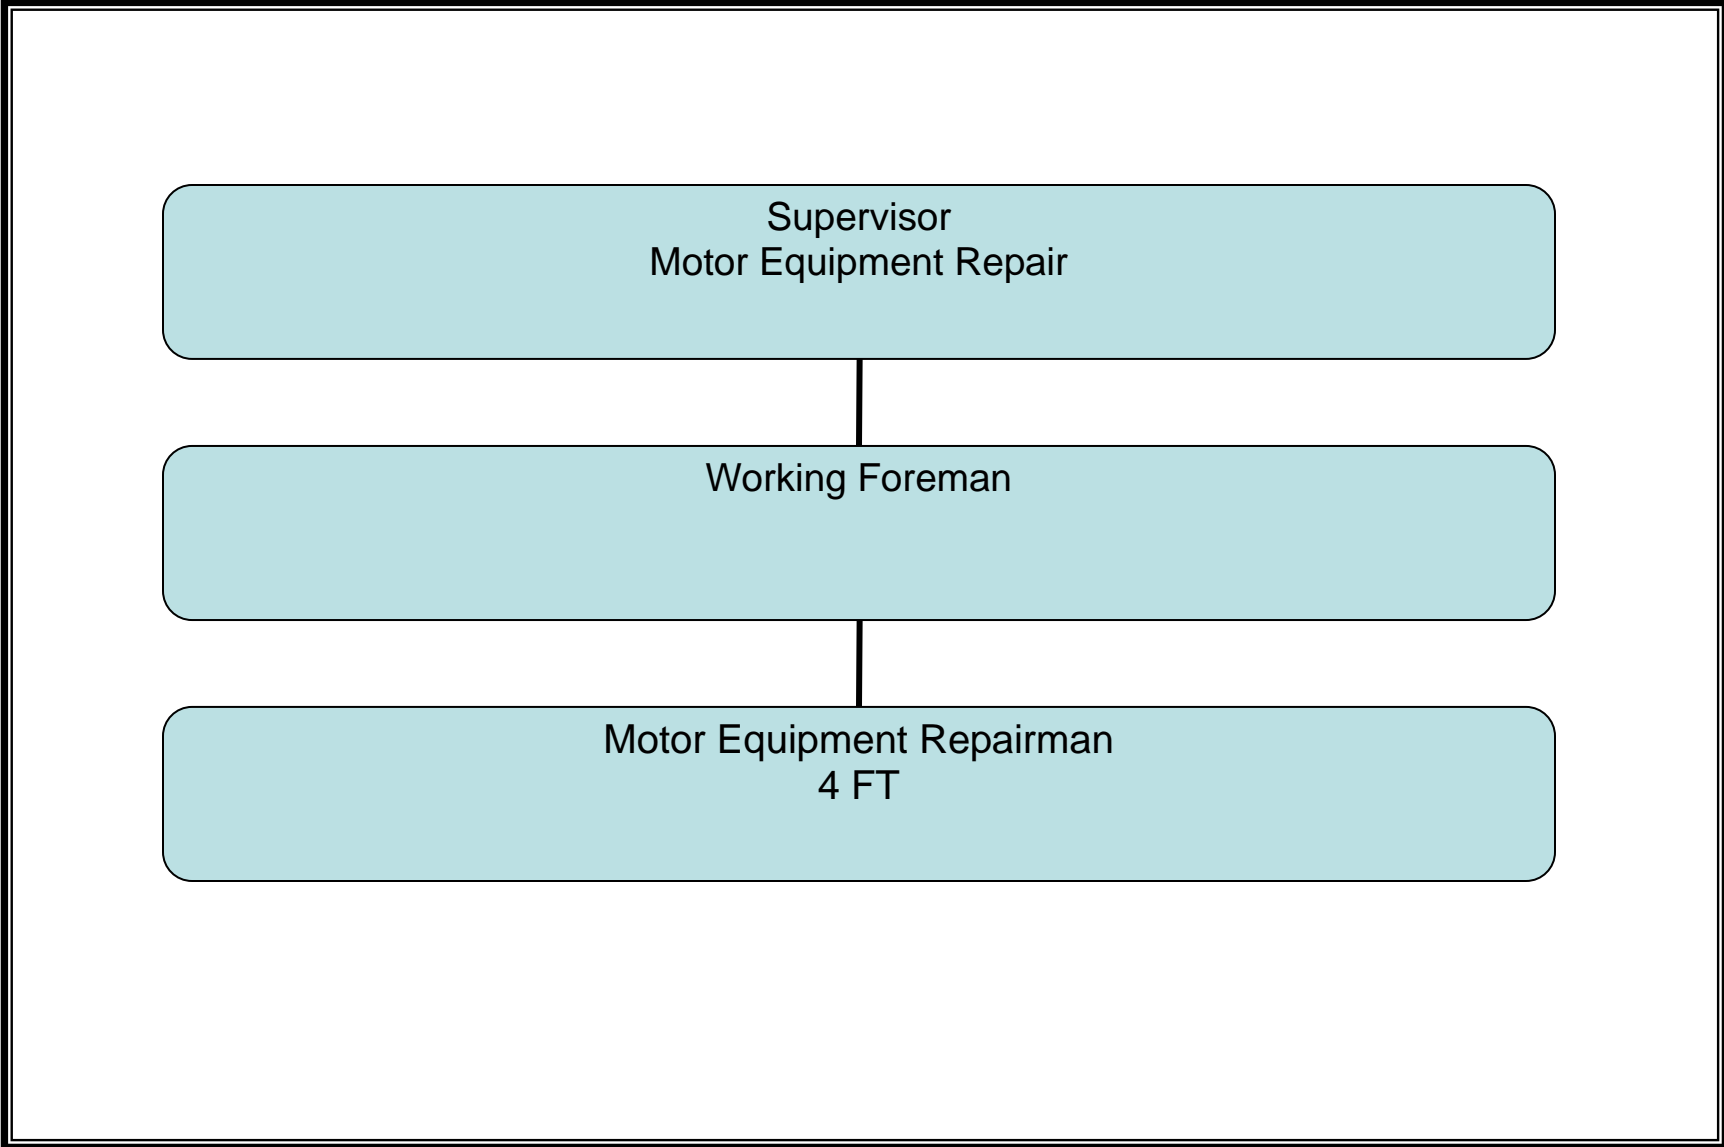 Supervisor
Motor Equipment Repair
Working Foreman
Motor Equipment Repairman
4 FT